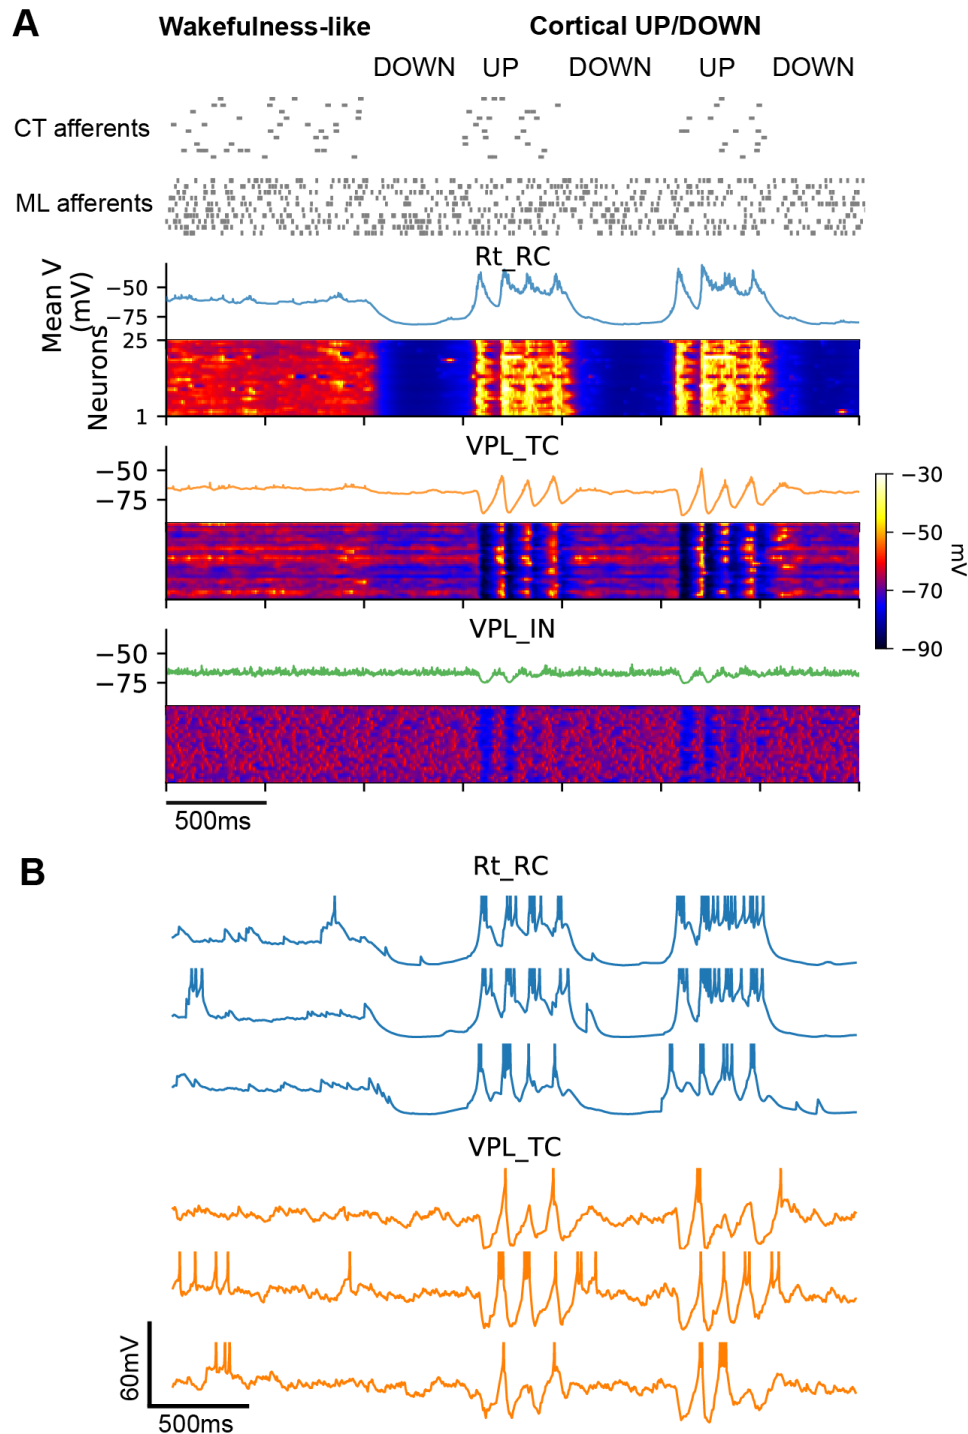 A
Wakefulness-like
Cortical UP/DOWN
DOWN UP DOWN UP DOWN
CT afferents
ML afferents
Rt_RC
Mean V
(mV)
−50
−75
Neurons
25
1
VPL_TC
−50
−75
−30
−50
−70
−90
mV
VPL_IN
−50
−75
500ms
B
Rt_RC
VPL_TC
60mV
500ms